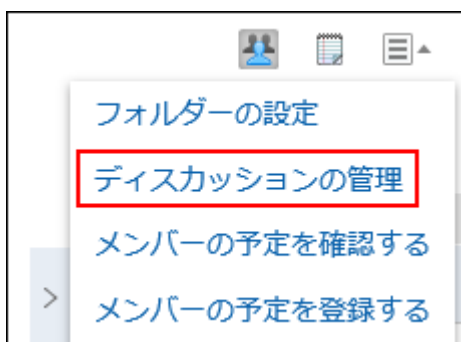 フォルダーの設定
ディスカッションの管理
メンバーの予定を確認する
メンバーの予定を登録する